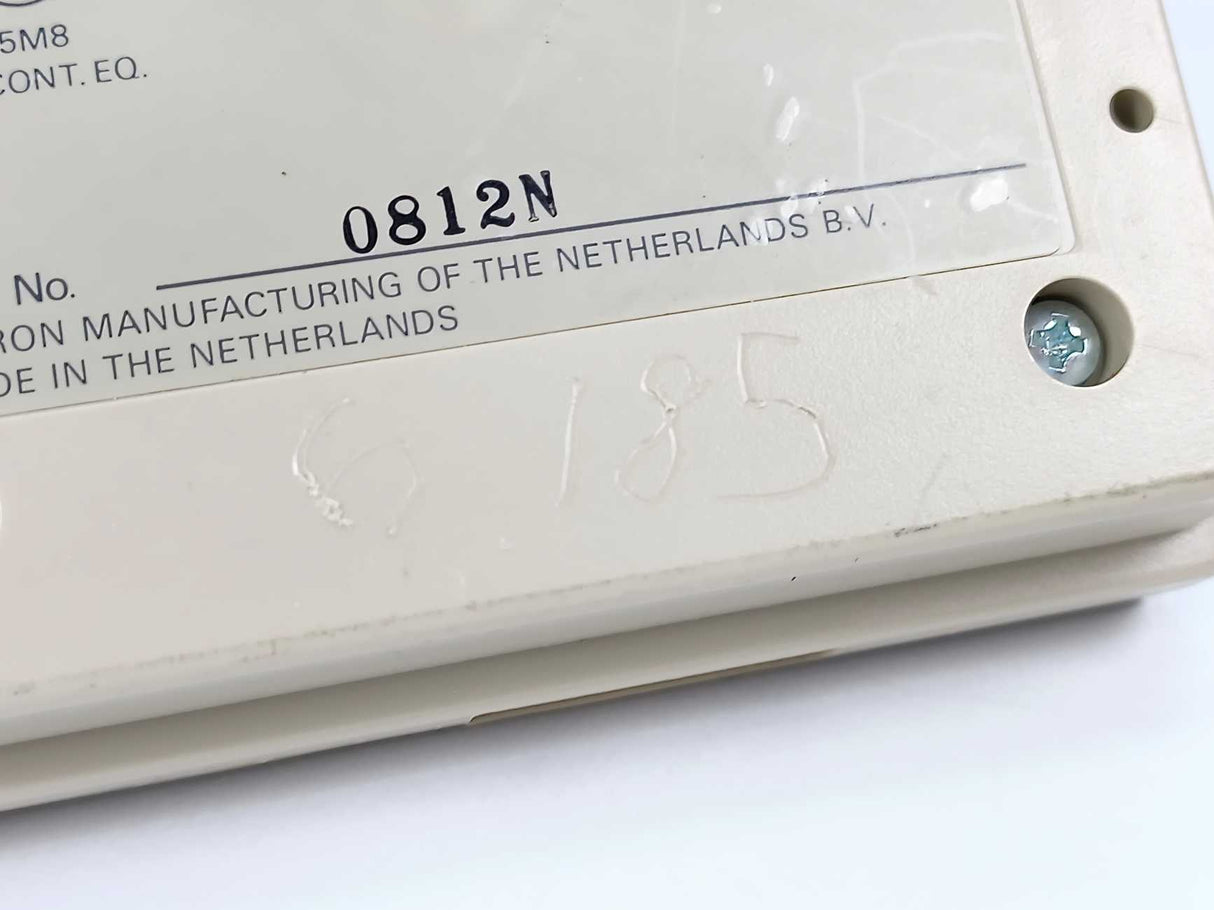 5M8
CONT. EQ.
0812N
No.
RON MANUFACTURING OF THE NETHERLANDS B.V.
DE IN THE NETHERLANDS
6 185